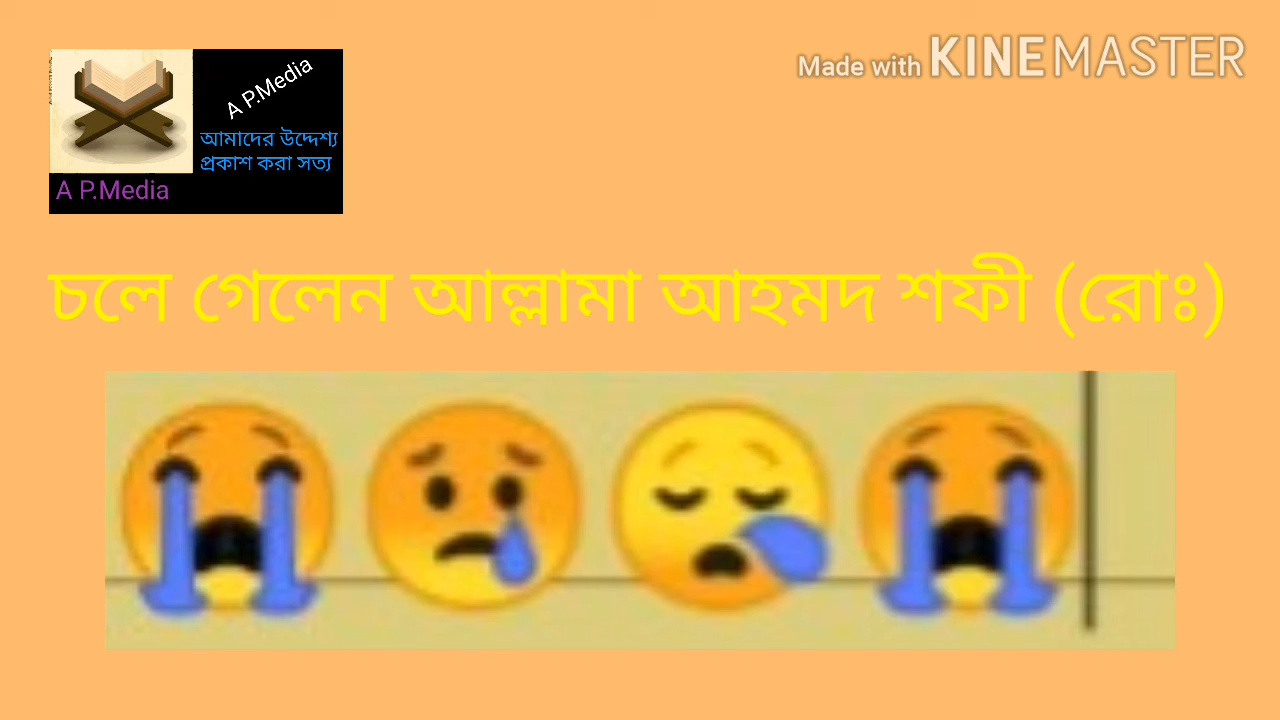 Made with KINEMASTER
A P.Media
আমাদের উদ্দেশ্য
প্রকাশ করা সত্য
A P.Media
চলে গেলেন আল্লামা আহমদ শফী (রোঃ)